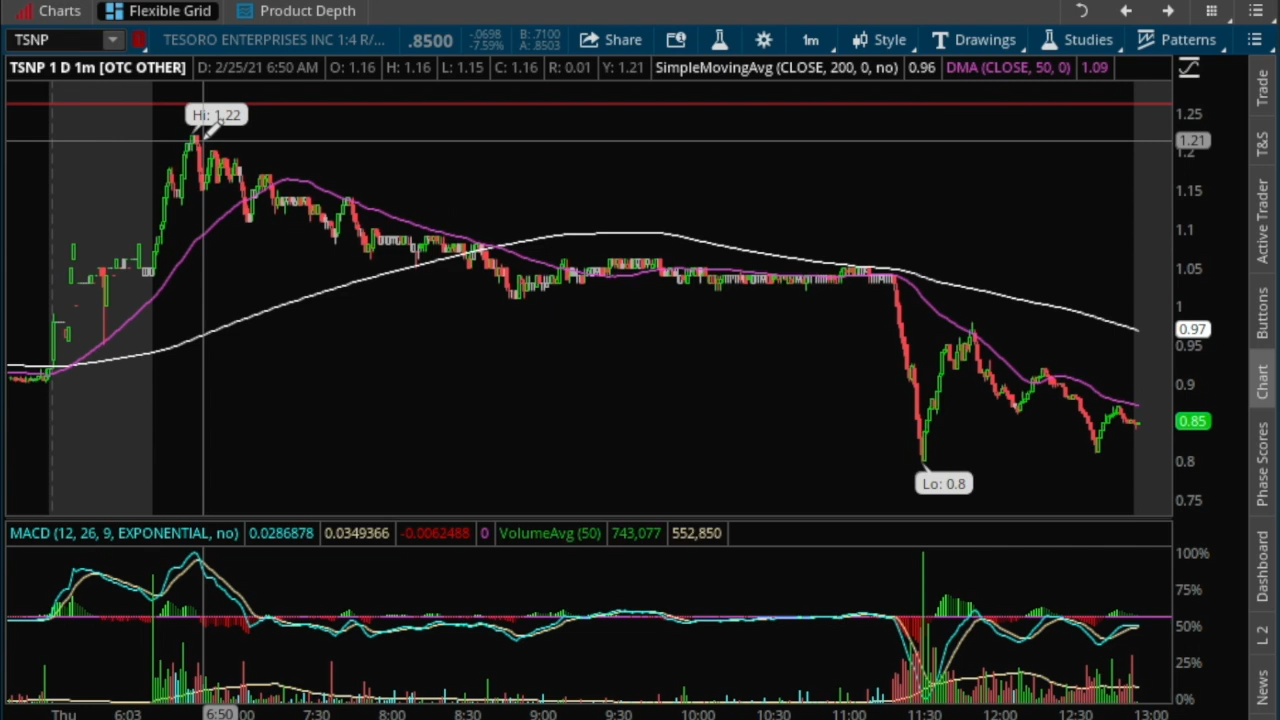 Charts Flexible Grid Product Depth
TSNP TESORO ENTERPRISES INC 1:4 R/... .8500 -.0698 -7.59% B: .7100 A: .8503 Share 1m Style Drawings Studies Patterns
TSNP 1 D 1m [OTC OTHER] D: 2/25/21 6:50 AM O: 1.16 H: 1.16 L: 1.15 C: 1.16 R: 0.01 Y: 1.21 SimpleMovingAvg (CLOSE, 200, 0, no) 0.96 DMA (CLOSE, 50, 0) 1.09
Hi: 1.22
1.25
1.21
1.2
1.15
1.1
1.05
1
0.97
0.95
0.9
0.85
0.8
0.75
Lo: 0.8
MACD (12, 26, 9, EXPONENTIAL, no) 0.0286878 0.0349366 -0.0062488 0 VolumeAvg (50) 743,077 552,850
100%
75%
50%
25%
0%
Thu 6:03 6:50 :00 7:30 8:00 8:30 9:00 9:30 10:00 10:30 11:00 11:30 12:00 12:30 13:00
Trade
T&S
Active Trader
Buttons
Chart
Phase Scores
Dashboard
L 2
News